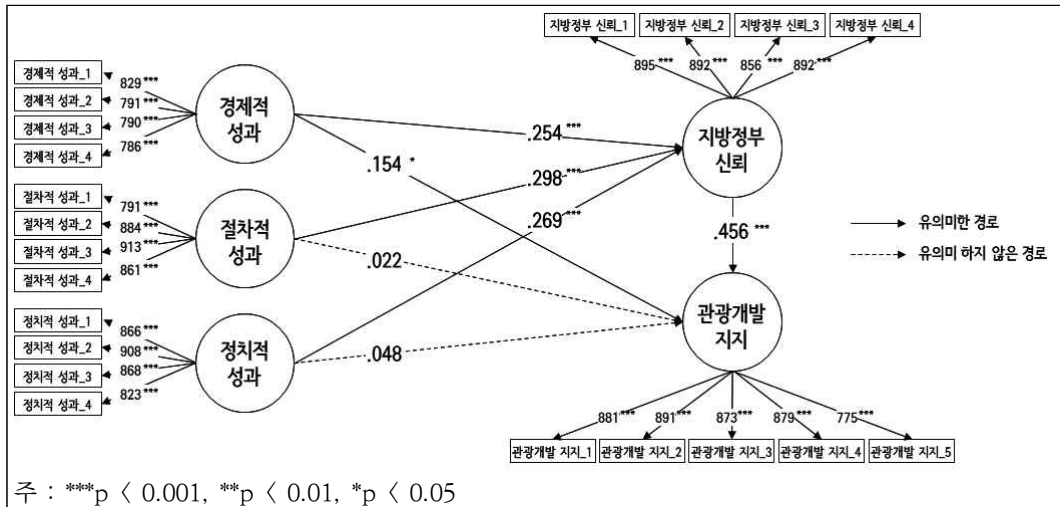 지방정부 신뢰_1 지방정부 신뢰_2 지방정부 신뢰_3 지방정부 신뢰_4
895 *** 892 *** 856 *** 892 ***
경제적 성과_1
경제적 성과_2
경제적 성과_3
경제적 성과_4
829 ***
791 ***
790 ***
786 ***
경제적
성과
.254 ***
.154 *
지방정부
신뢰
절차적 성과_1
절차적 성과_2
절차적 성과_3
절차적 성과_4
791 ***
884 ***
913 ***
861 ***
절차적
성과
.298 ***
.269 ***
.022
.456 ***
유의미한 경로
유의미 하지 않은 경로
정치적 성과_1
정치적 성과_2
정치적 성과_3
정치적 성과_4
866 ***
908 ***
868 ***
823 ***
정치적
성과
.048
관광개발
지지
881 *** 891 *** 873 *** 879 *** 775 ***
관광개발 지지_1 관광개발 지지_2 관광개발 지지_3 관광개발 지지_4 관광개발 지지_5
주 : ***p < 0.001, **p < 0.01, *p < 0.05